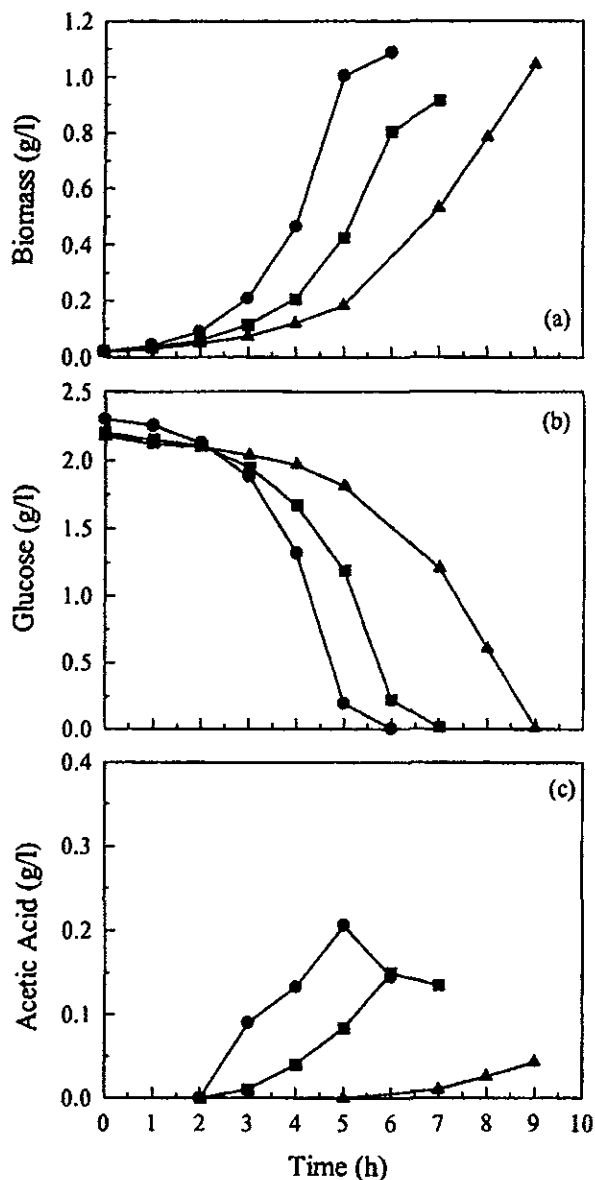 1.2
1.0
0.8
0.6
0.4
0.2
0.0
Biomass (g/l)
(a)
2.5
2.0
1.5
1.0
0.5
0.0
Glucose (g/l)
(b)
0.4
0.3
0.2
0.1
0.0
Acetic Acid (g/l)
(c)
0 1 2 3 4 5 6 7 8 9 10
Time (h)